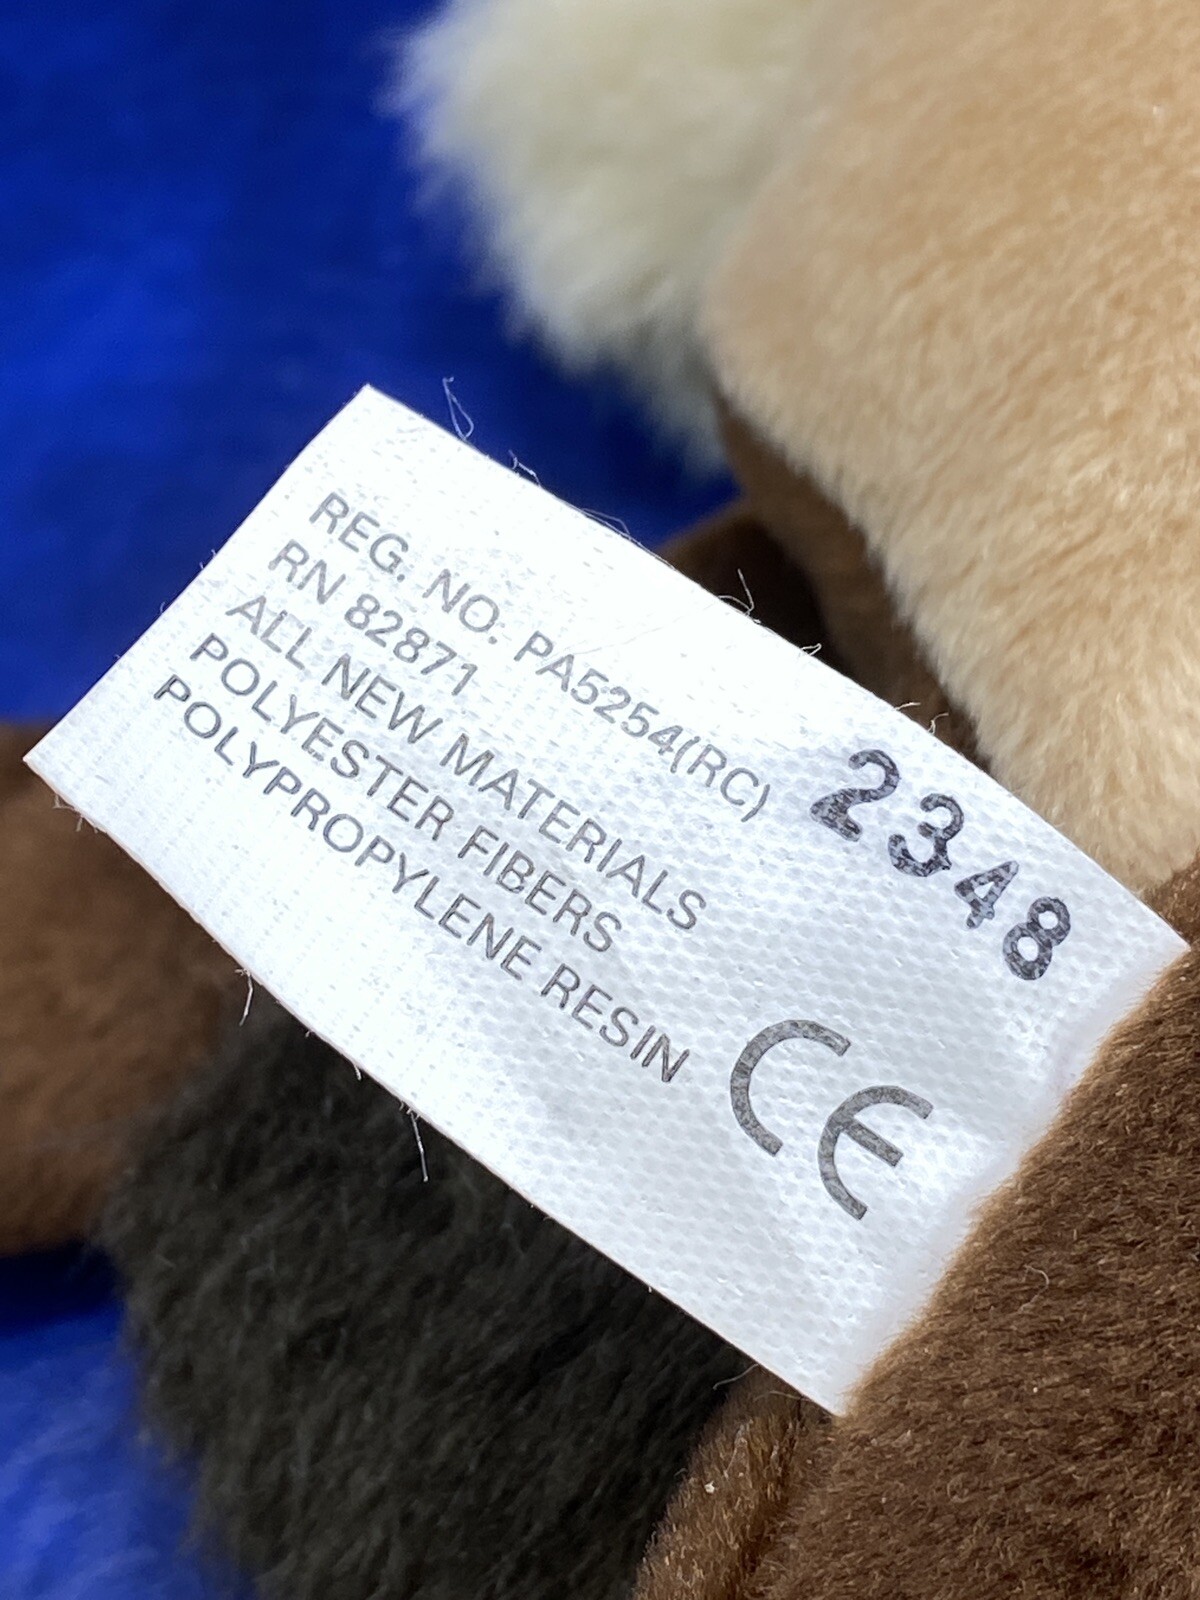 REG. NO. PA5254(RC)
RN 82871
ALL NEW MATERIALS
POLYESTER FIBERS
POLYPROPYLENE RESIN
2348
CE